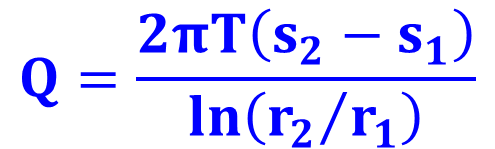 Q = 2πT(s₂ − s₁) / ln(r₂/r₁)